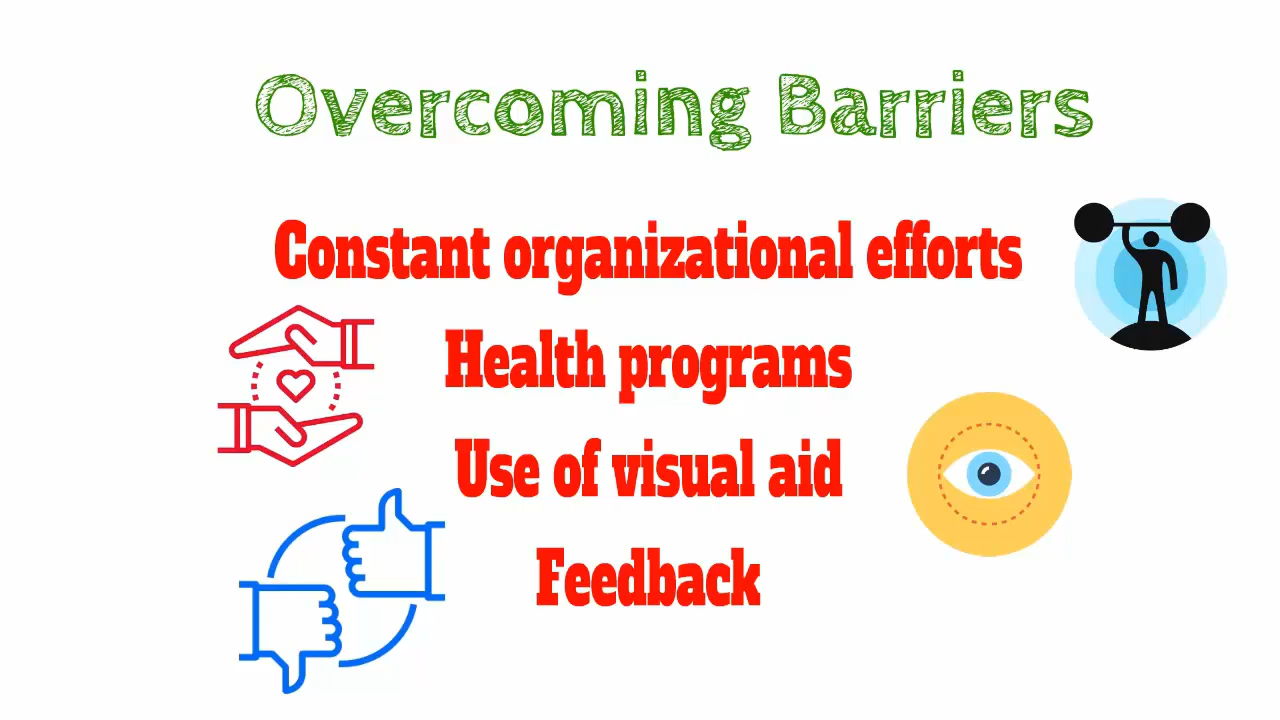 Overcoming Barriers
Constant organizational efforts
Health programs
Use of visual aid
Feedback